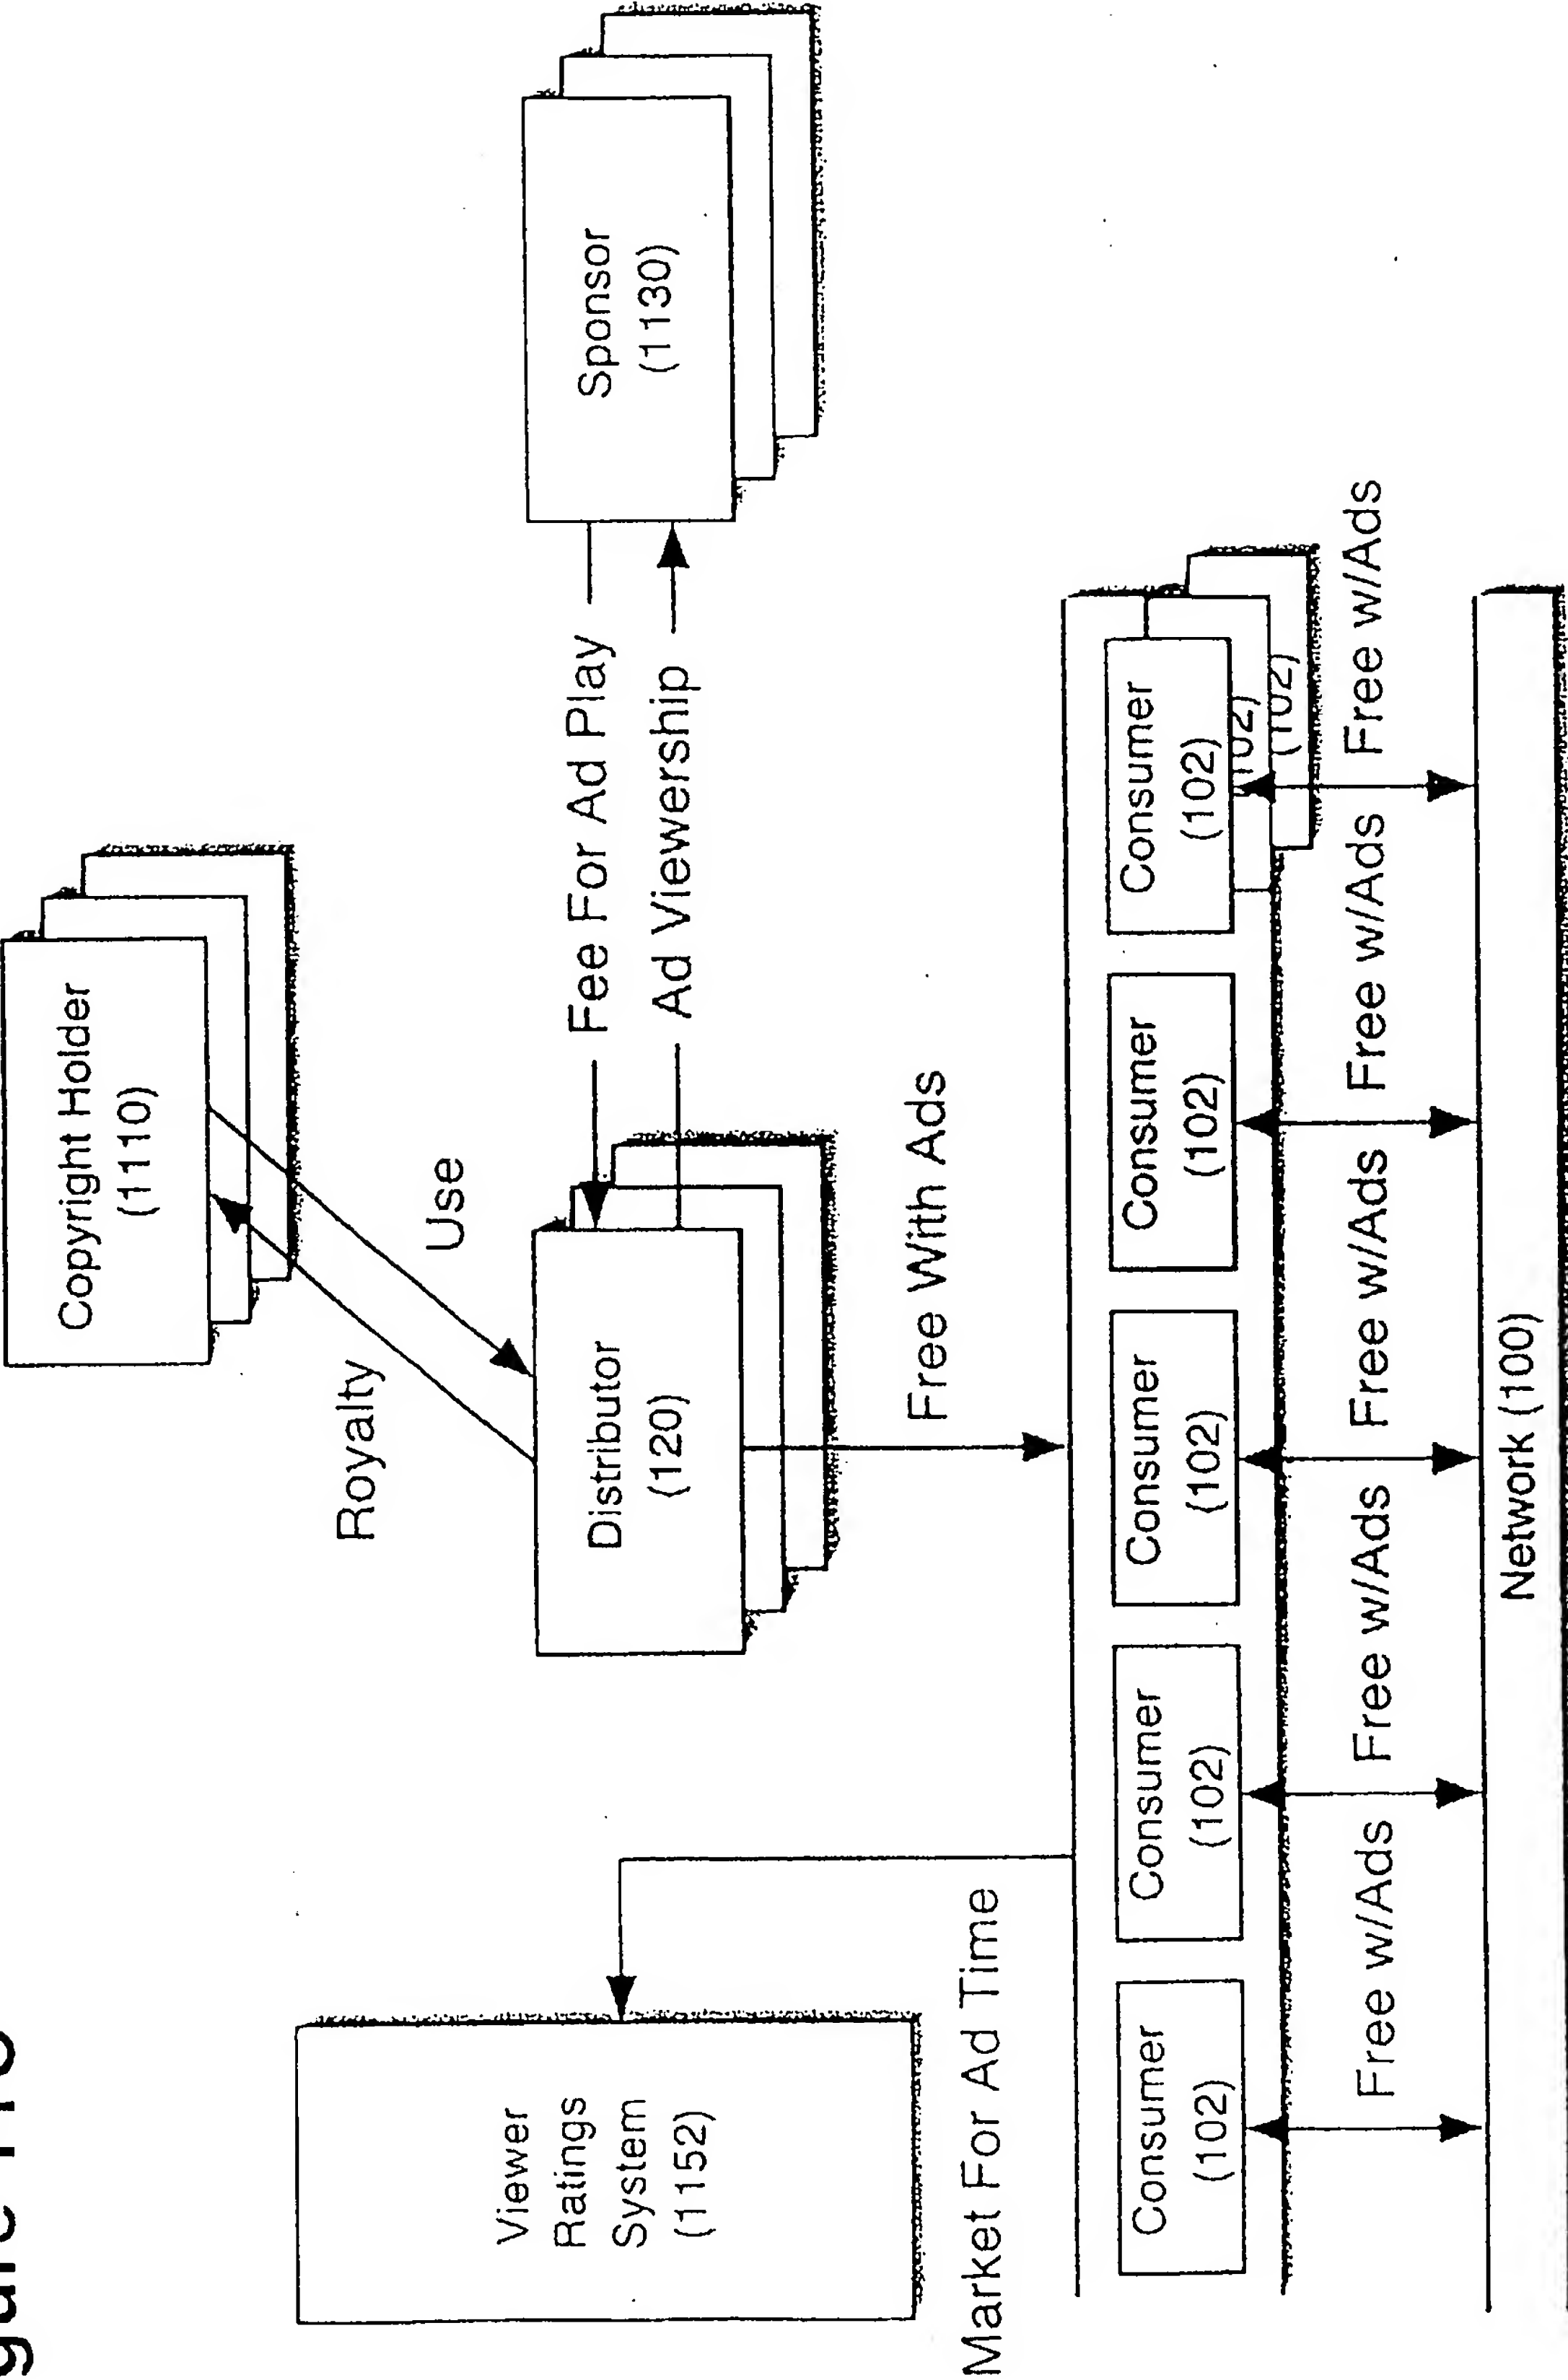 Copyright Holder
(1110)
Royalty
Use
Viewer
Ratings
System
(1152)
Distributor
(120)
Fee For Ad Play
Ad Viewership
Sponsor
(1130)
Free With Ads
Market For Ad Time
Consumer
(102)
Consumer
(102)
Consumer
(102)
Consumer
(102)
Consumer
(102)
102)
(102)
Free w/Ads
Free w/Ads
Free w/Ads
Free w/Ads
Free w/Ads
Network (100)